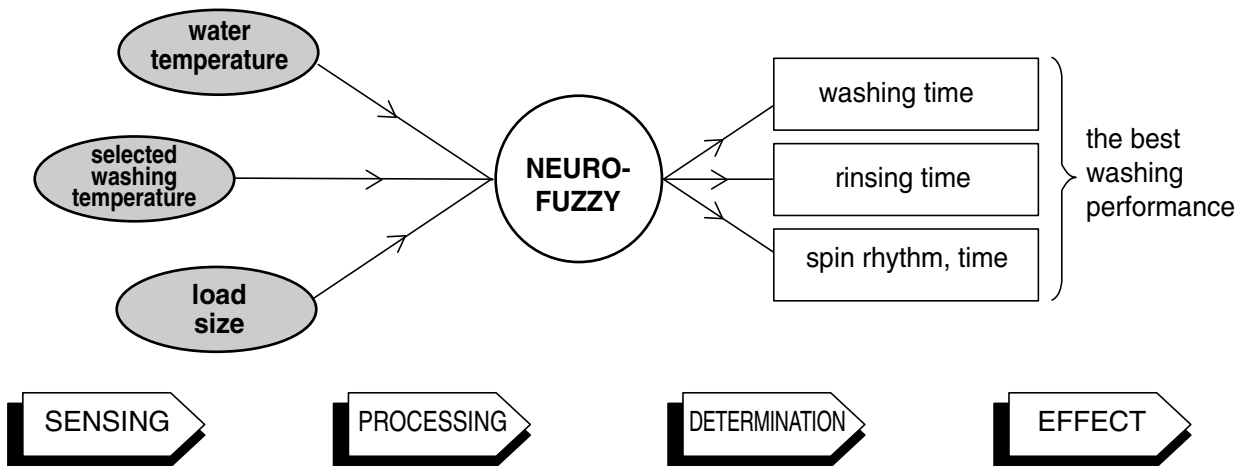 water
temperature
selected
washing
temperature
load
size
NEURO-
FUZZY
washing time
rinsing time
spin rhythm, time
the best
washing
performance
SENSING
PROCESSING
DETERMINATION
EFFECT